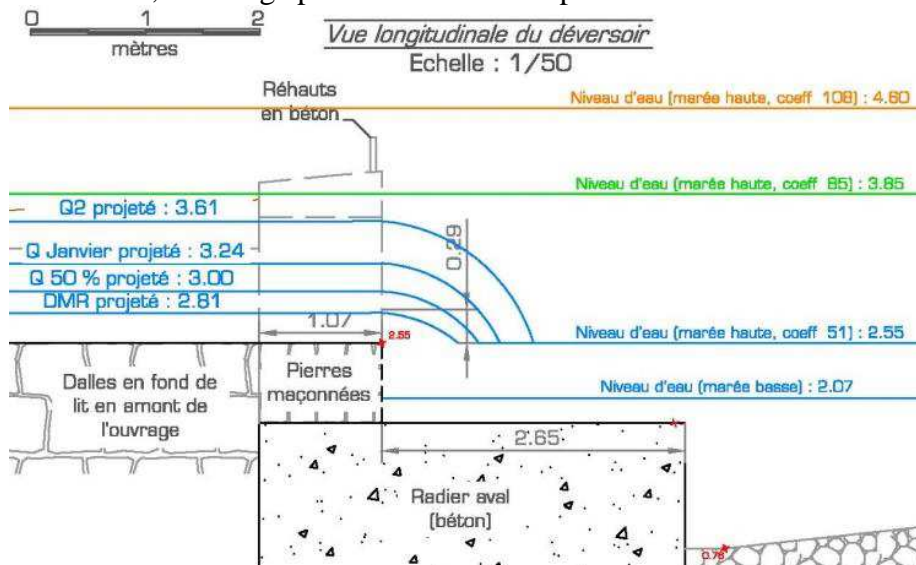 0 1 2
mètres
Vue longitudinale du déversoir
Echelle : 1/50
Réhauts
en béton
Niveau d'eau (marée haute, coeff 108) : 4.60
Niveau d'eau (marée haute, coeff 85) : 3.85
Q2 projeté : 3.61
0.29
Q Janvier projeté : 3.24
Q 50 % projeté : 3.00
DMR projeté : 2.81
1.07
2.55
Niveau d'eau (marée haute, coeff 51) : 2.55
Dalles en fond de
lit en amont de
l'ouvrage
Pierres
maçonnées
Niveau d'eau (marée basse) : 2.07
2.65
Radier aval
(béton)